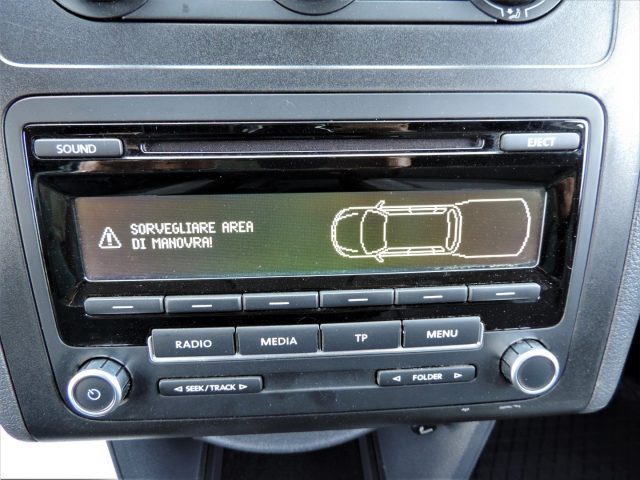 SOUND
EJECT
SORVEGLIARE AREA
DI MANOVRA!
RADIO
MEDIA
TP
MENU
◁ SEEK/TRACK ▷
◁ FOLDER ▷